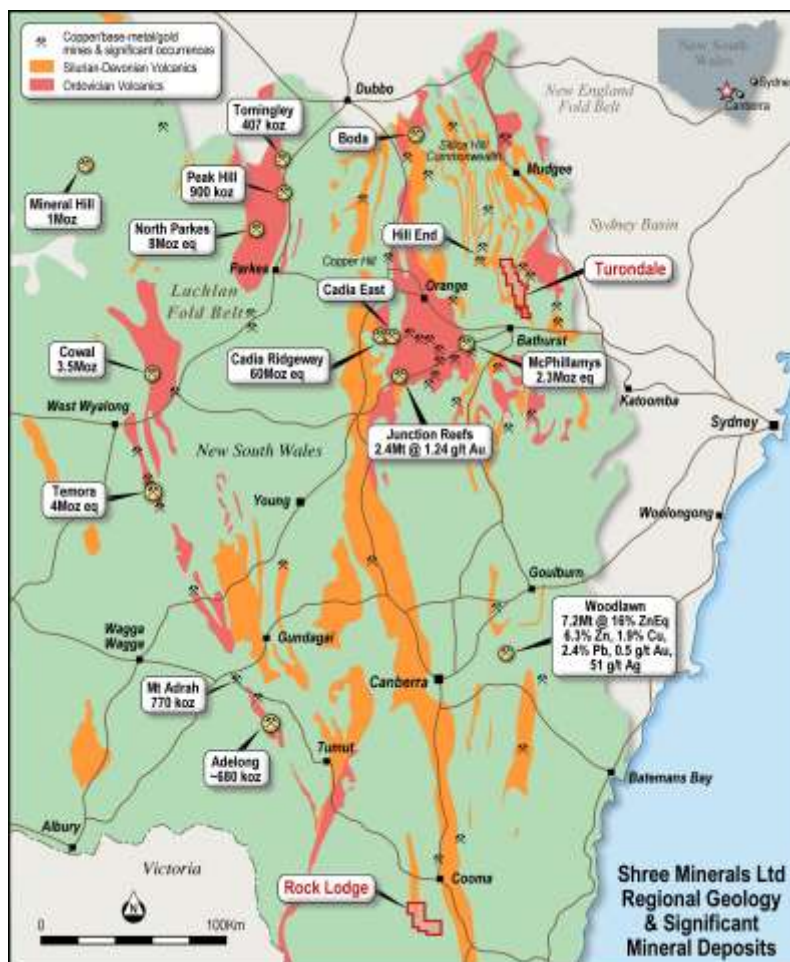 Copper/base-metal/gold
mines & significant occurrences
Silurian-Devonian Volcanics
Ordovician Volcanics
New South
Wales
Sydney
Canberra
Dubbo
New England
Fold Belt
Tomingley
407 koz
Boda
Silica Hill
Commonwealth
Mudgee
Peak Hill
900 koz
Mineral Hill
1Moz
North Parkes
8Moz eq
Hill End
Sydney Basin
Parkes
Copper Hill
Turondale
Lachlan
Fold Belt
Cadia East
Orange
Cowal
3.5Moz
Cadia Ridgeway
60Moz eq
Bathurst
McPhillamys
2.3Moz eq
Katoomba
West Wyalong
Sydney
Junction Reefs
2.4Mt @ 1.24 g/t Au
New South Wales
Temora
4Moz eq
Young
Woolongong
Goulburn
Woodlawn
7.2Mt @ 16% ZnEq
6.3% Zn, 1.9% Cu,
2.4% Pb, 0.5 g/t Au,
51 g/t Ag
Wagga
Wagga
Gundagai
Canberra
Mt Adrah
770 koz
Adelong
~680 koz
Tumut
Batemans Bay
Albury
Victoria
Rock Lodge
Cooma
Shree Minerals Ltd
Regional Geology
& Significant
Mineral Deposits
N
0
100Km